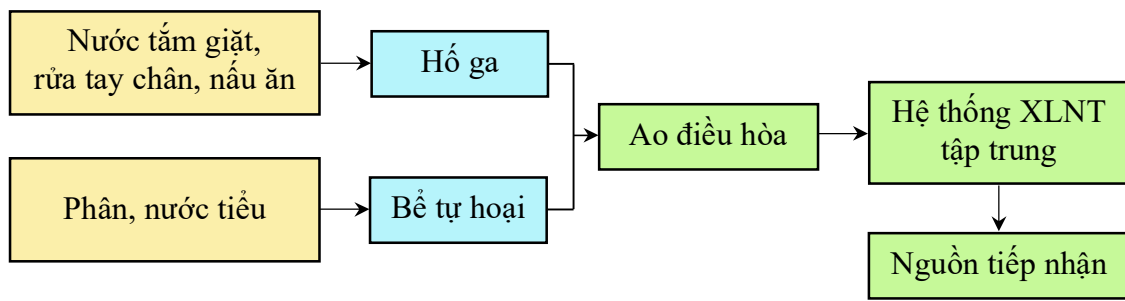 Nước tắm giặt,
rửa tay chân, nấu ăn
Hố ga
Ao điều hòa
Hệ thống XLNT
tập trung
Phân, nước tiểu
Bể tự hoại
Nguồn tiếp nhận